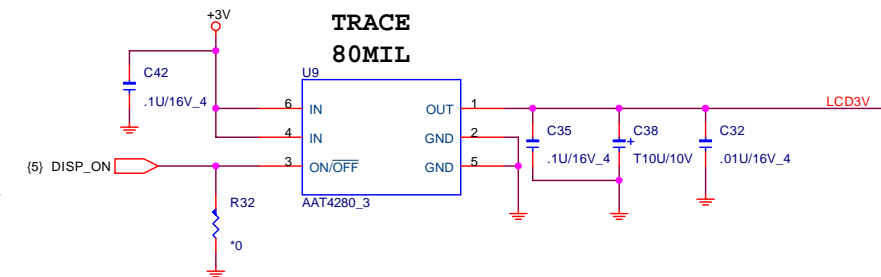 +3V
TRACE
80MIL
C42
.1U/16V_4
U9
6
IN
4
IN
3
ON/OFF
OUT
1
GND
2
GND
5
AAT4280_3
{5} DISP_ON
R32
*0
C35
.1U/16V_4
+
C38
T10U/10V
C32
.01U/16V_4
LCD3V